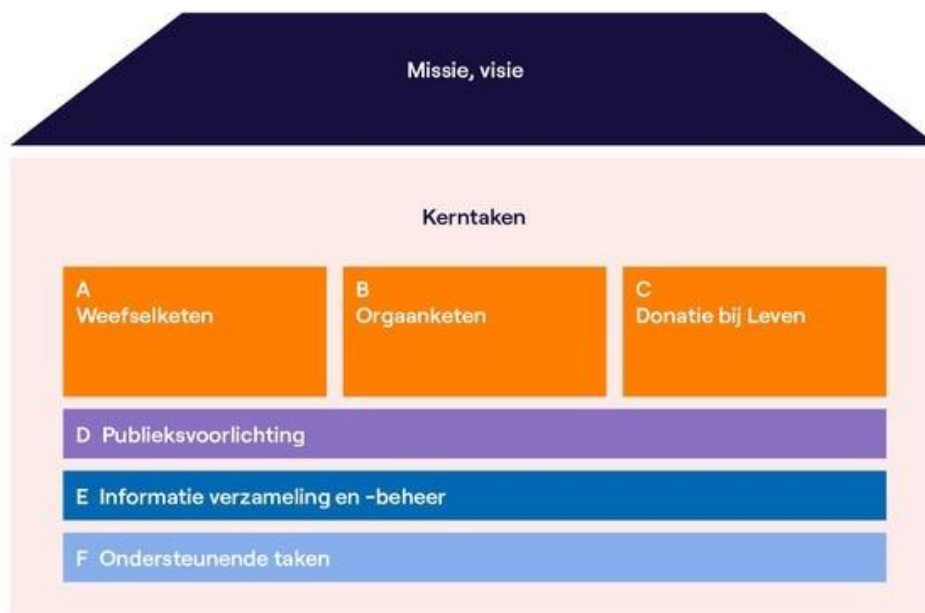 Missie, visie
Kerntaken
A
Weefselketen
B
Orgaanketen
C
Donatie bij Leven
D Publieksvoorlichting
E Informatie verzameling en -beheer
F Ondersteunende taken